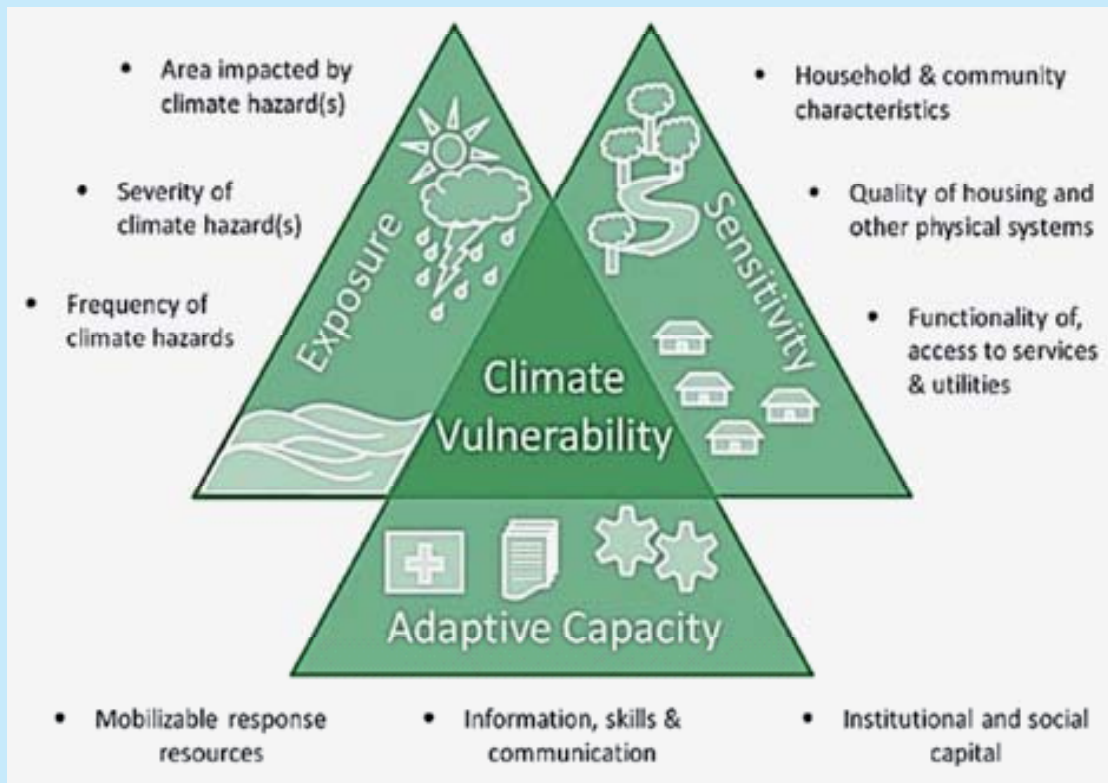 • Area impacted by
climate hazard(s)
• Severity of
climate hazard(s)
• Frequency of
climate hazards
Exposure
• Household & community
characteristics
• Quality of housing and
other physical systems
• Functionality of,
access to services
& utilities
Sensitivity
Climate
Vulnerability
Adaptive Capacity
• Mobilizable response
resources
• Information, skills &
communication
• Institutional and social
capital